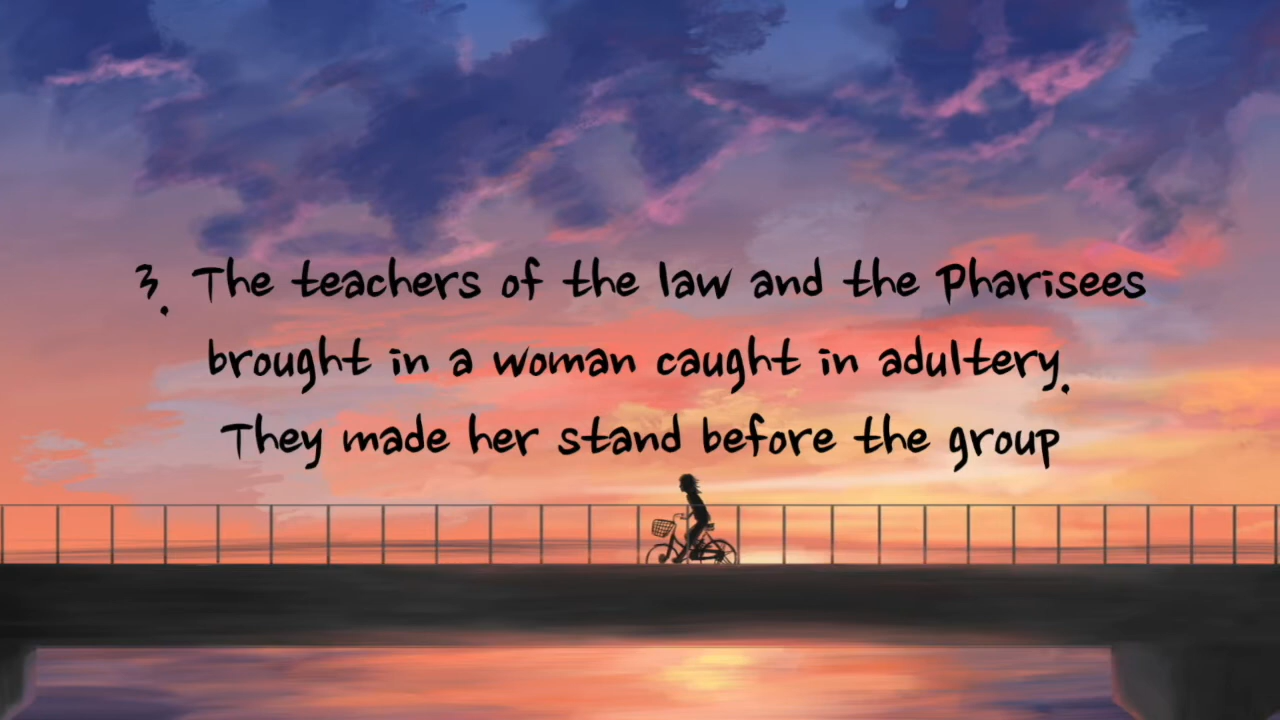 3. The teachers of the law and the Pharisees
brought in a woman caught in adultery.
They made her stand before the group